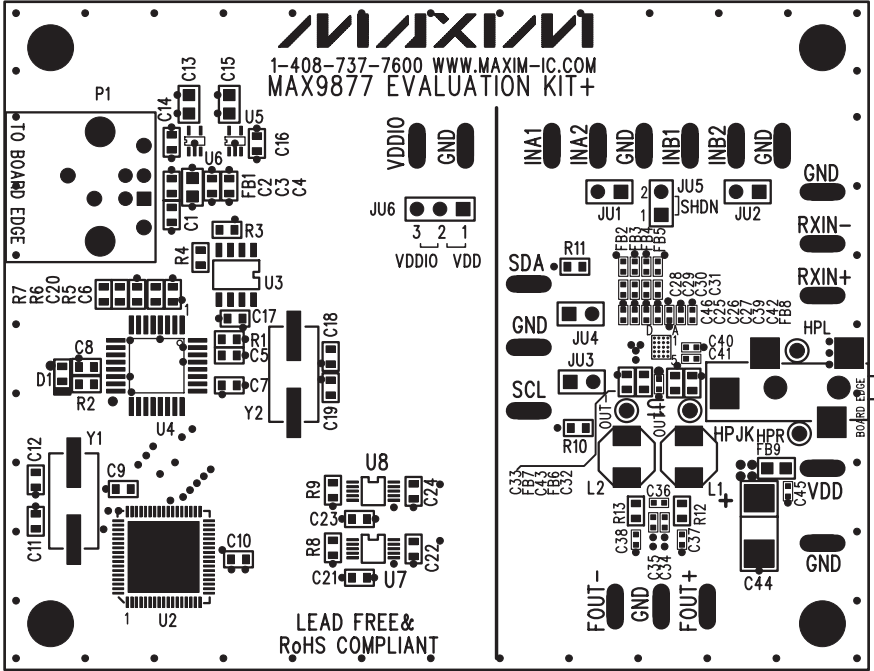 MAXIM
1-408-737-7600 WWW.MAXIM-IC.COM
MAX9877 EVALUATION KIT+
P1
TO BOARD EDGE
C14
C13
C15
U5
C16
U6
FB1
C2
C3
C4
C1
R3
R4
U3
R7
R6
C20
R5
C6
1
C17
R1
C5
C7
C18
C19
Y2
C8
D1
R2
U4
Y1
C12
C9
C11
C10
1
U2
U8
R9
C24
C23
R8
C22
C21
U7
LEAD FREE&
RoHS COMPLIANT
VDDIO
GND
JU6
3 2 1
VDDIO VDD
INA1
INA2
GND
INB1
INB2
GND
JU1
2
1
JU5
SHDN
JU2
GND
RXIN-
RXIN+
SDA
R11
FB2
FB3
FB4
FB5
C28
C29
C30
C31
C46
C25
C26
C27
C39
C42
FB8
GND
JU4
D
A
1
5
C40
C41
HPL
JU3
SCL
OUT-
U1
OUT+
R10
HPJK
HPR
BOARD EDGE
FB9
C33
FB7
C43
FB6
C32
L2
L1
+
C45
VDD
C36
R13
R12
C38
C35
C34
C37
C44
GND
FOUT-
GND
FOUT+